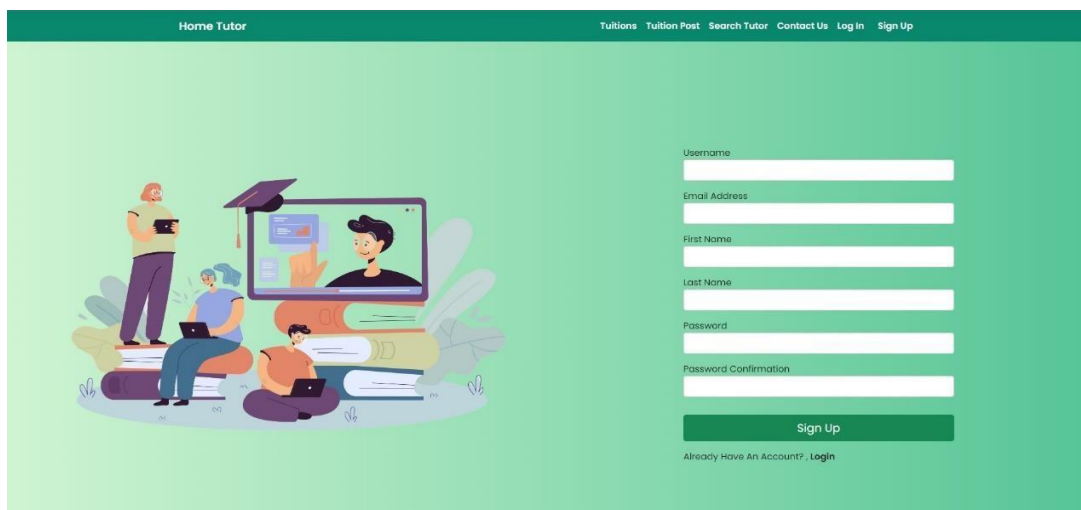 Home Tutor
Tuitions Tuition Post Search Tutor Contact Us Log In Sign Up
Username
Email Address
First Name
Last Name
Password
Password Confirmation
Sign Up
Already Have An Account? , Login